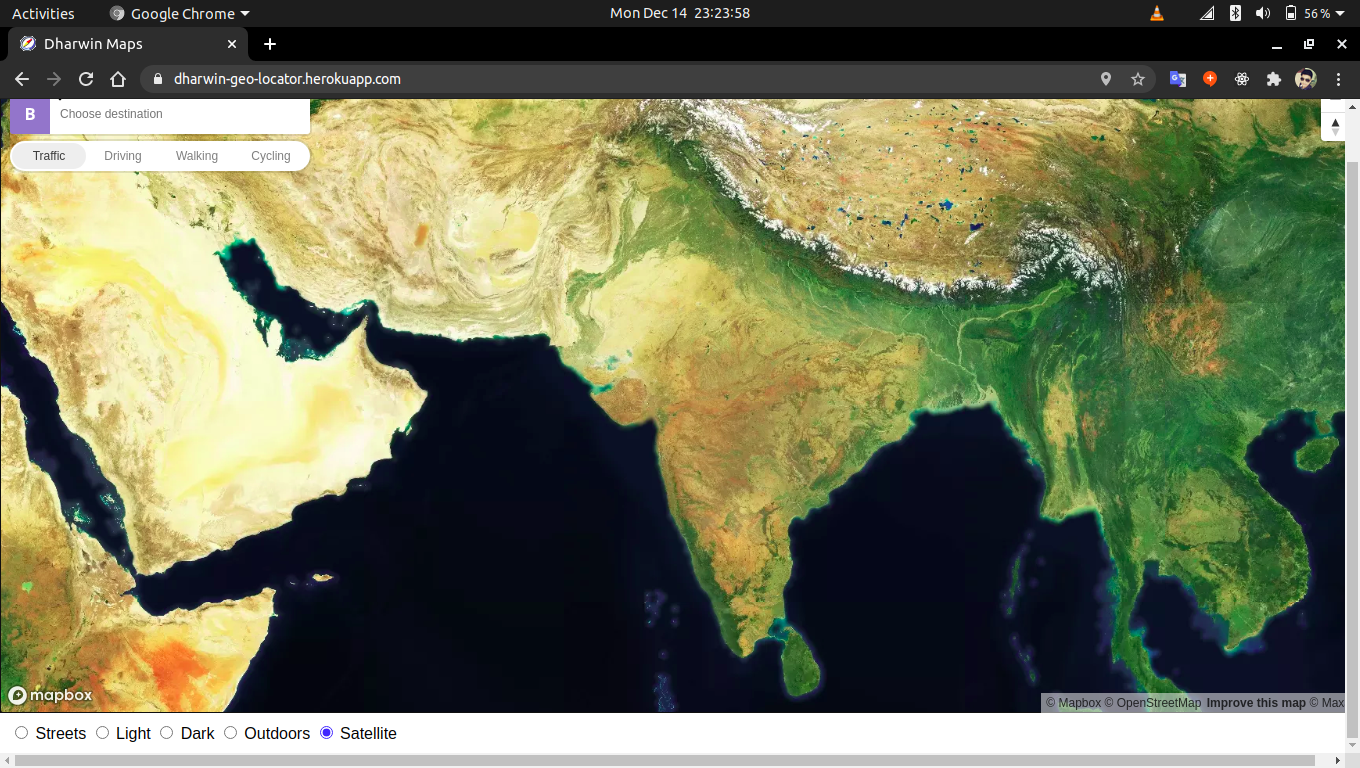 Activities Google Chrome Mon Dec 14 23:23:58 56 %
Dharwin Maps
dharwin-geo-locator.herokuapp.com
B Choose destination
Traffic Driving Walking Cycling
mapbox
© Mapbox © OpenStreetMap Improve this map © Max
Streets Light Dark Outdoors Satellite